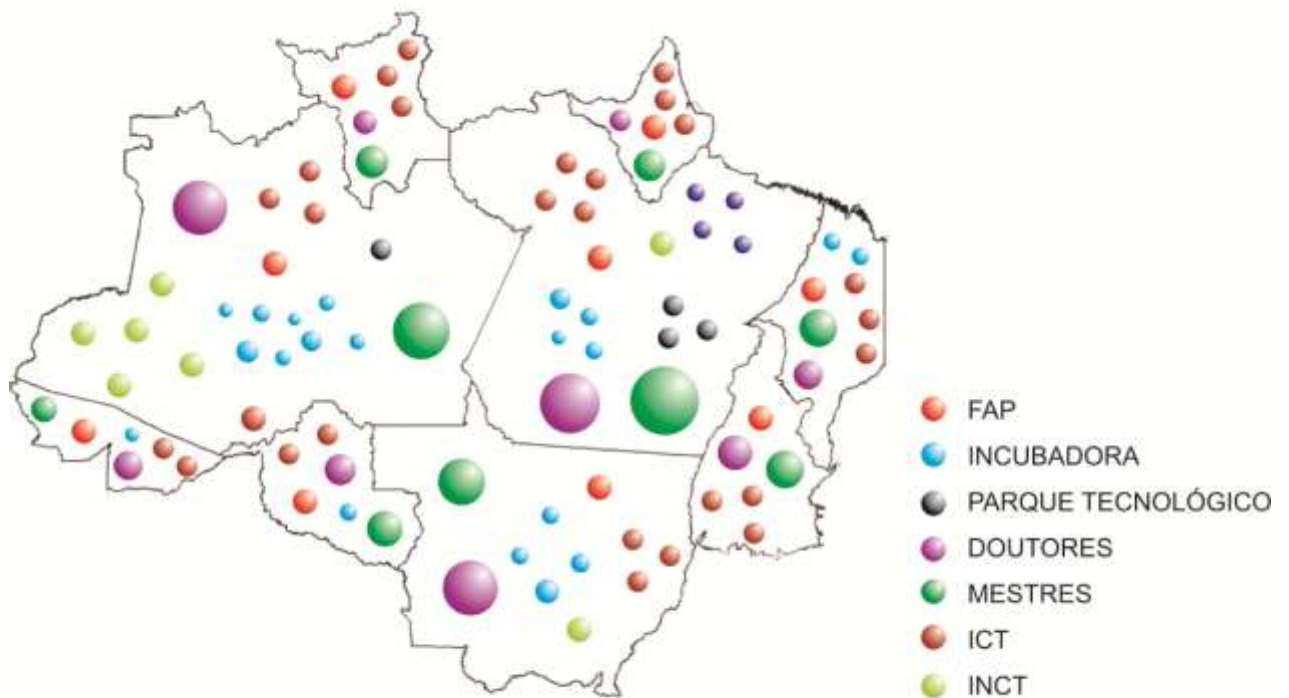 FAP
INCUBADORA
PARQUE TECNOLÓGICO
DOUTORES
MESTRES
ICT
INCT